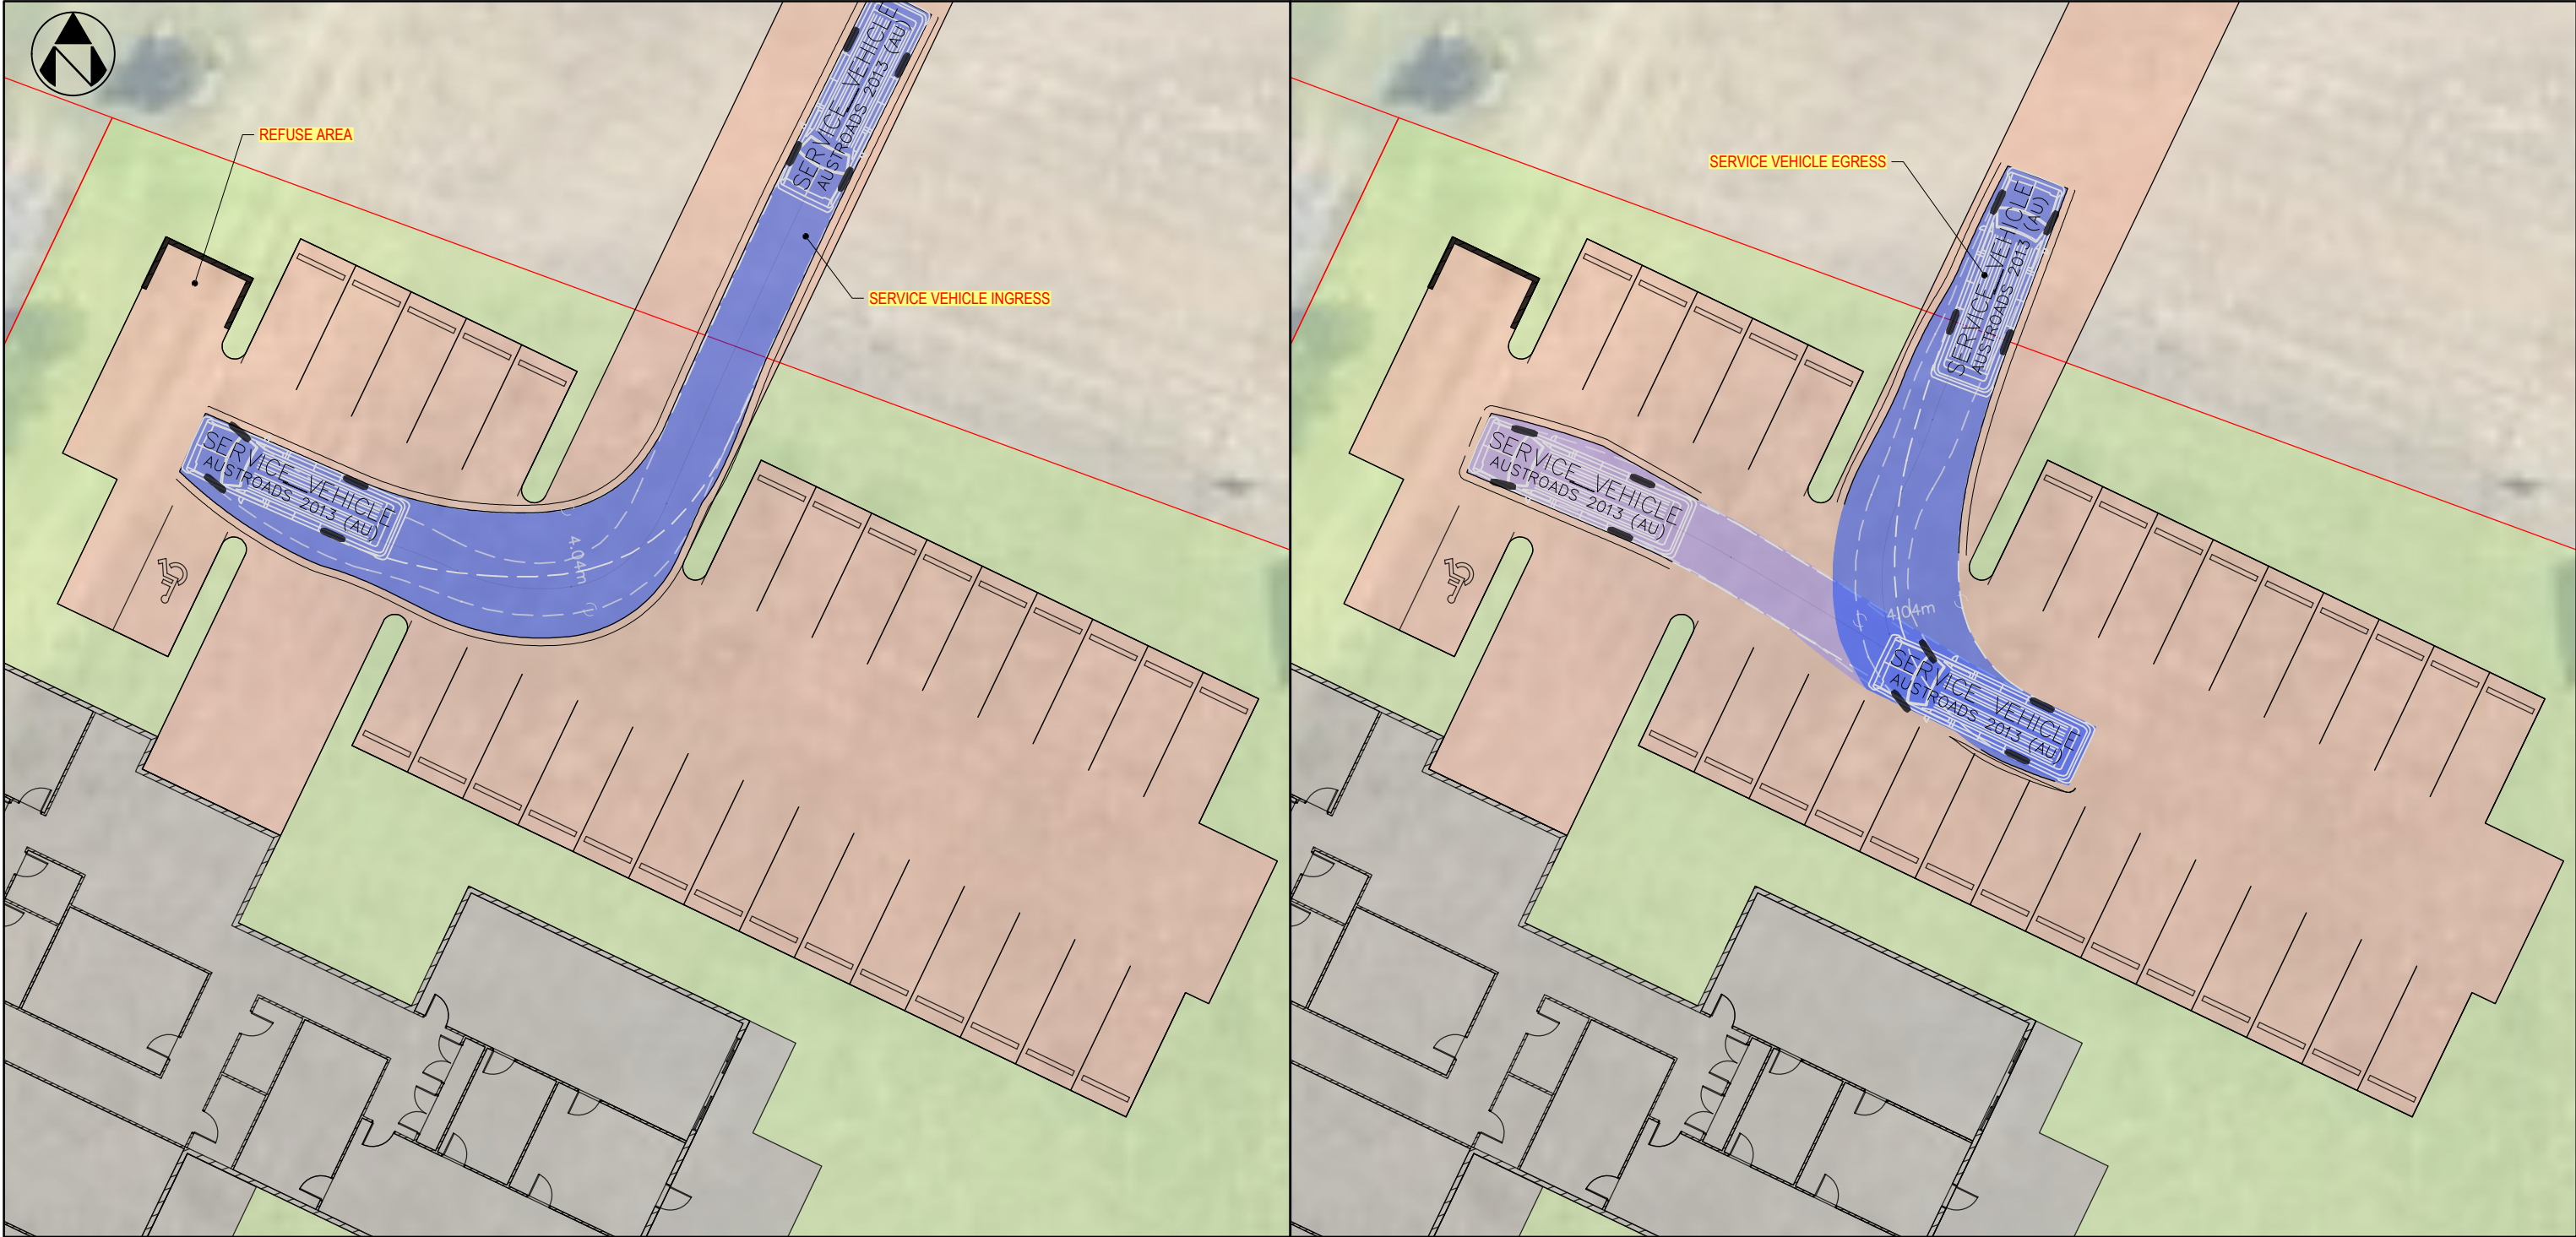 N
REFUSE AREA
SERVICE VEHICLE INGRESS
SERVICE_VEHICLE
AUSTROADS 2013 (AU)
SERVICE_VEHICLE
AUSTROADS 2013 (AU)
4.04m
SERVICE VEHICLE EGRESS
SERVICE_VEHICLE
AUSTROADS 2013 (AU)
SERVICE_VEHICLE
AUSTROADS 2013 (AU)
4.04m
SERVICE_VEHICLE
AUSTROADS 2013 (AU)